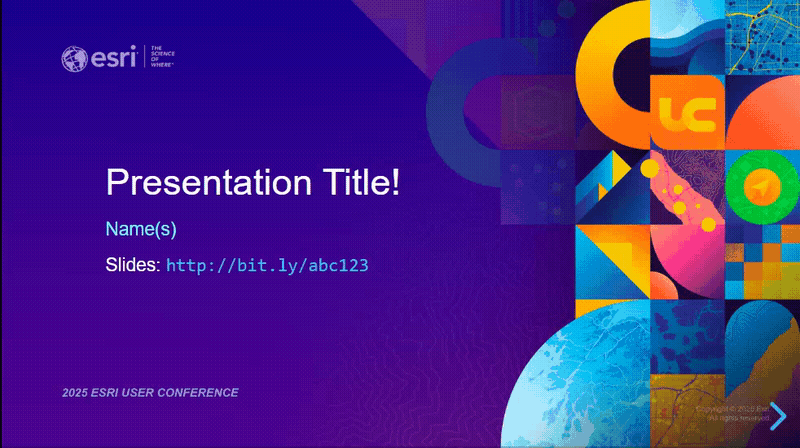 esri
THE
SCIENCE
OF
WHERE
Presentation Title!
Name(s)
Slides: http://bit.ly/abc123
2025 ESRI USER CONFERENCE
UC
Copyright © 2025 Esri
All rights reserved.